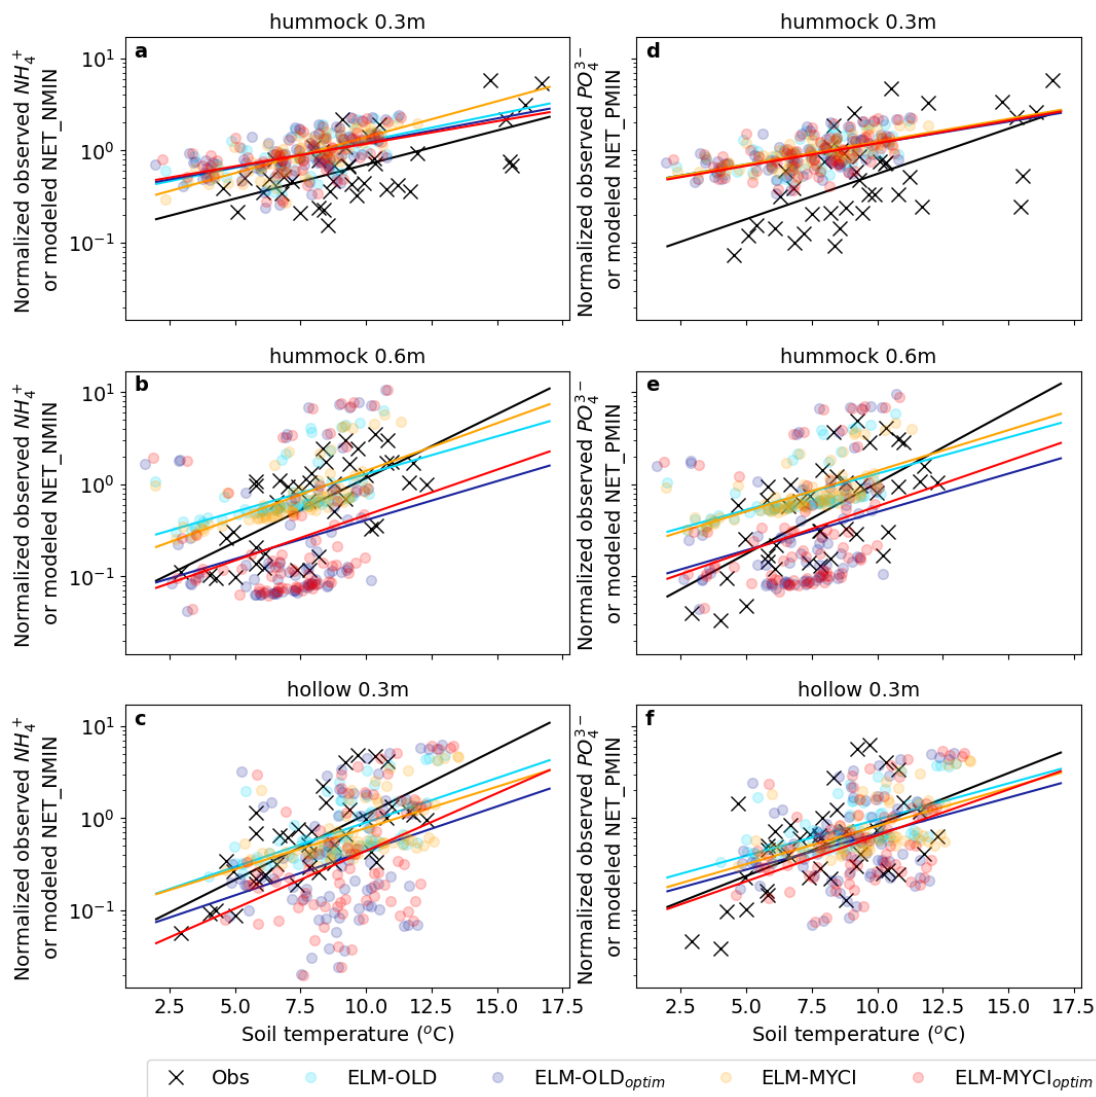 hummock 0.3m
hummock 0.3m
a
d
Normalized observed NH₄⁺
or modeled NET_NMIN
Normalized observed PO₄³⁻
or modeled NET_PMIN
10¹
10⁰
10⁻¹
hummock 0.6m
hummock 0.6m
b
e
Normalized observed NH₄⁺
or modeled NET_NMIN
Normalized observed PO₄³⁻
or modeled NET_PMIN
10¹
10⁰
10⁻¹
hollow 0.3m
hollow 0.3m
c
f
Normalized observed NH₄⁺
or modeled NET_NMIN
Normalized observed PO₄³⁻
or modeled NET_PMIN
10¹
10⁰
10⁻¹
2.5 5.0 7.5 10.0 12.5 15.0 17.5
2.5 5.0 7.5 10.0 12.5 15.0 17.5
Soil temperature (°C)
Soil temperature (°C)
Obs ELM-OLD ELM-OLDoptim ELM-MYCI ELM-MYCIoptim